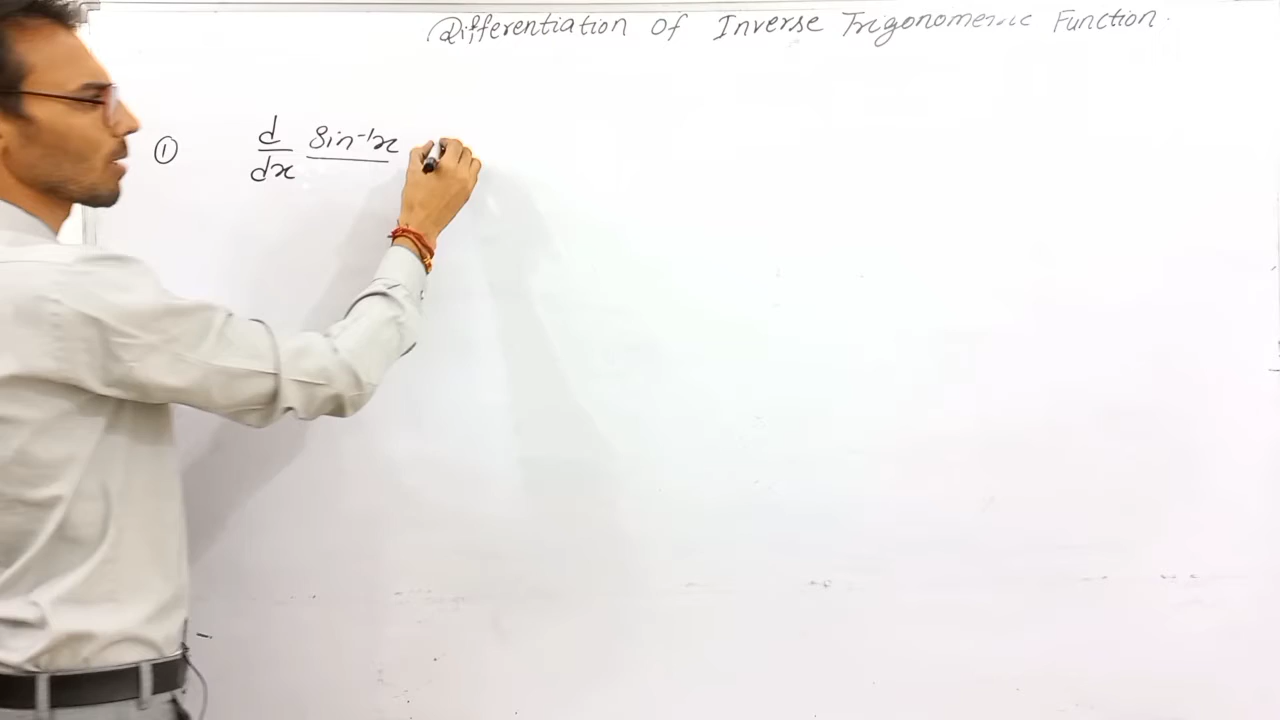 Differentiation Of Inverse Trigonometric Function.
① d/dx Sin⁻¹x